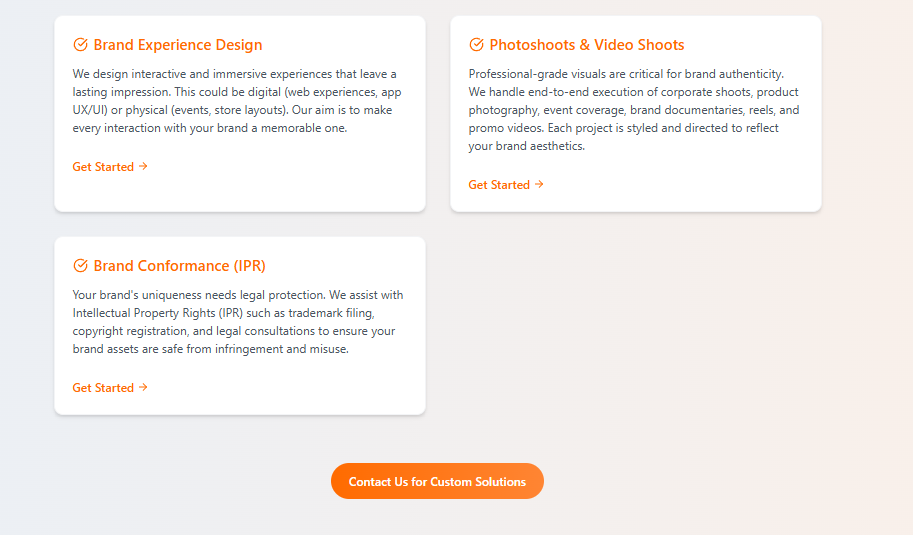 Brand Experience Design
We design interactive and immersive experiences that leave a
lasting impression. This could be digital (web experiences, app
UX/UI) or physical (events, store layouts). Our aim is to make
every interaction with your brand a memorable one.
Get Started →
Photoshoots & Video Shoots
Professional-grade visuals are critical for brand authenticity.
We handle end-to-end execution of corporate shoots, product
photography, event coverage, brand documentaries, reels, and
promo videos. Each project is styled and directed to reflect
your brand aesthetics.
Get Started →
Brand Conformance (IPR)
Your brand's uniqueness needs legal protection. We assist with
Intellectual Property Rights (IPR) such as trademark filing,
copyright registration, and legal consultations to ensure your
brand assets are safe from infringement and misuse.
Get Started →
Contact Us for Custom Solutions